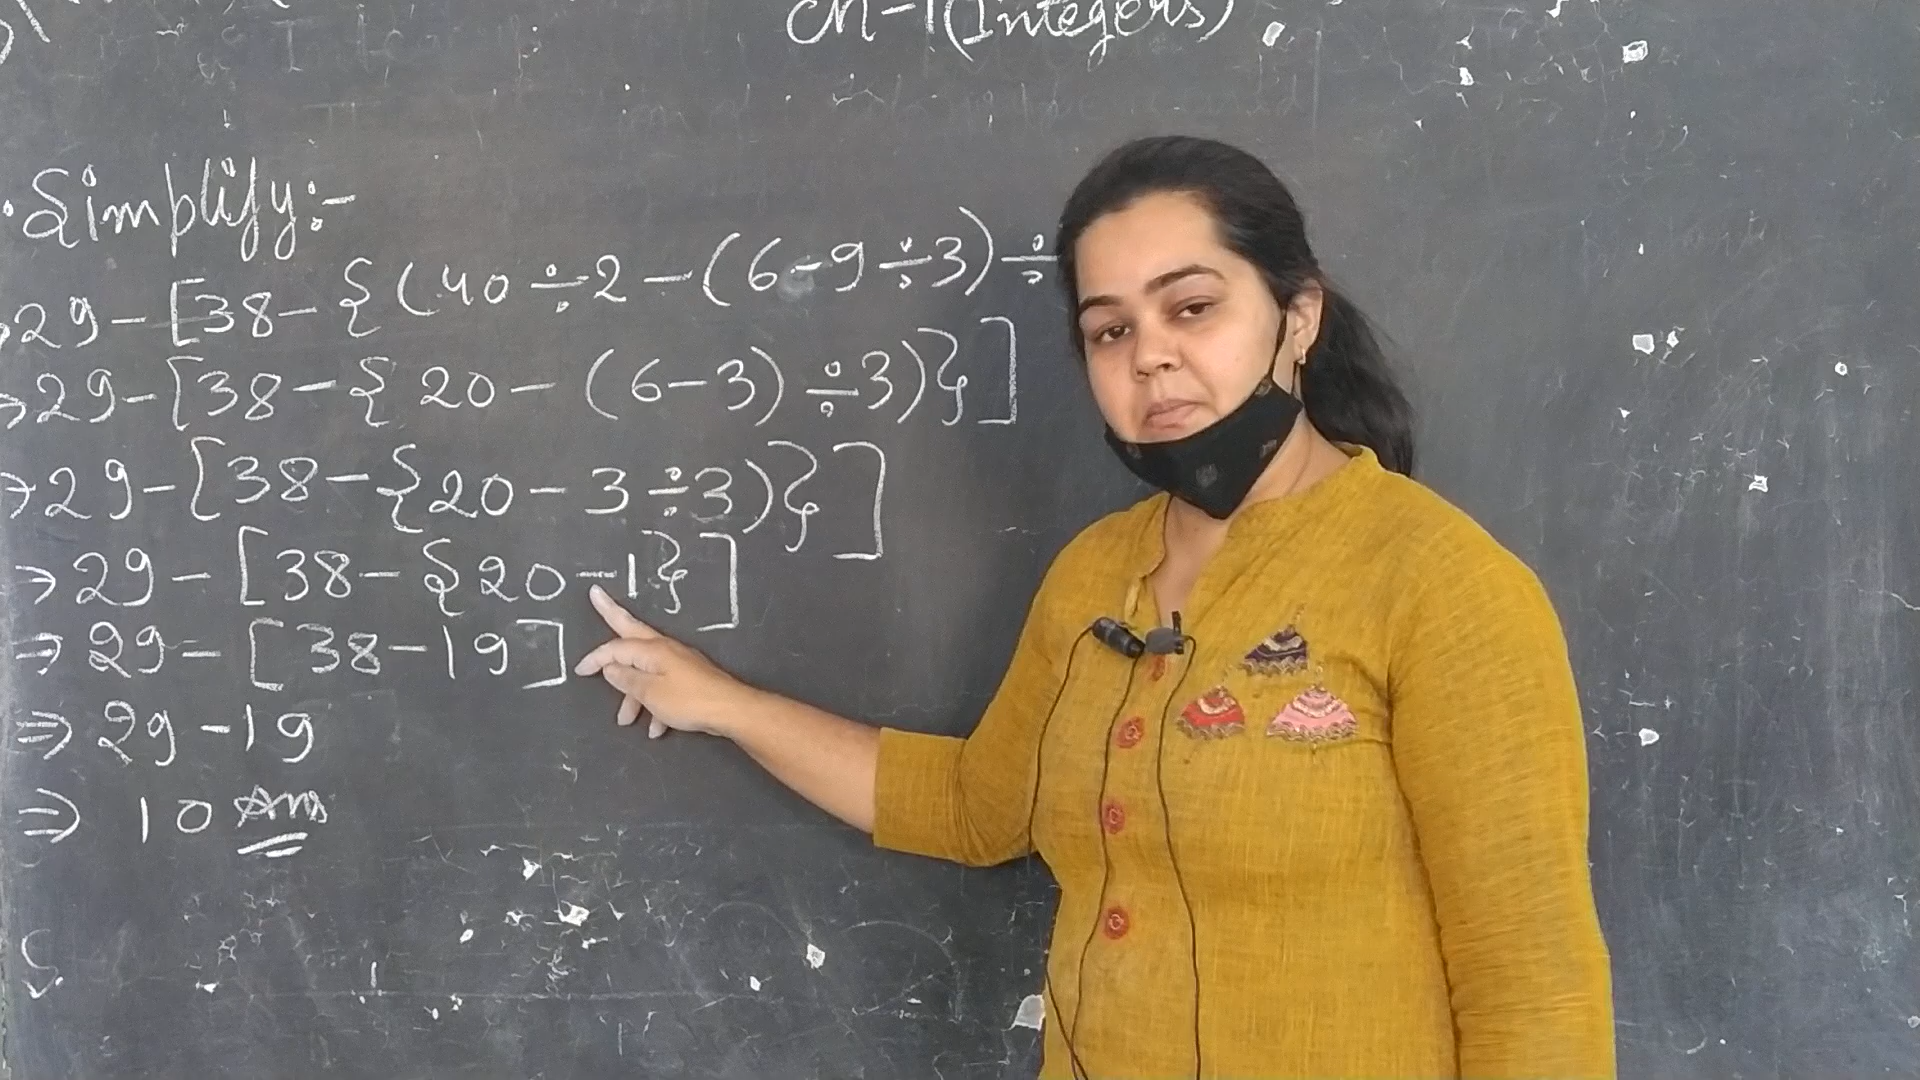 Ch-1 (Integers)
Simplify:-
⇒ 29 - [38 - { (40 ÷ 2 - (6 - 9 ÷ 3) ÷
⇒ 29 - [38 - { 20 - (6 - 3) ÷ 3) } ]
⇒ 29 - [38 - {20 - 3 ÷ 3) } ]
⇒ 29 - [38 - {20 - 1} ]
⇒ 29 - [38 - 19]
⇒ 29 - 19
⇒ 10 Ans